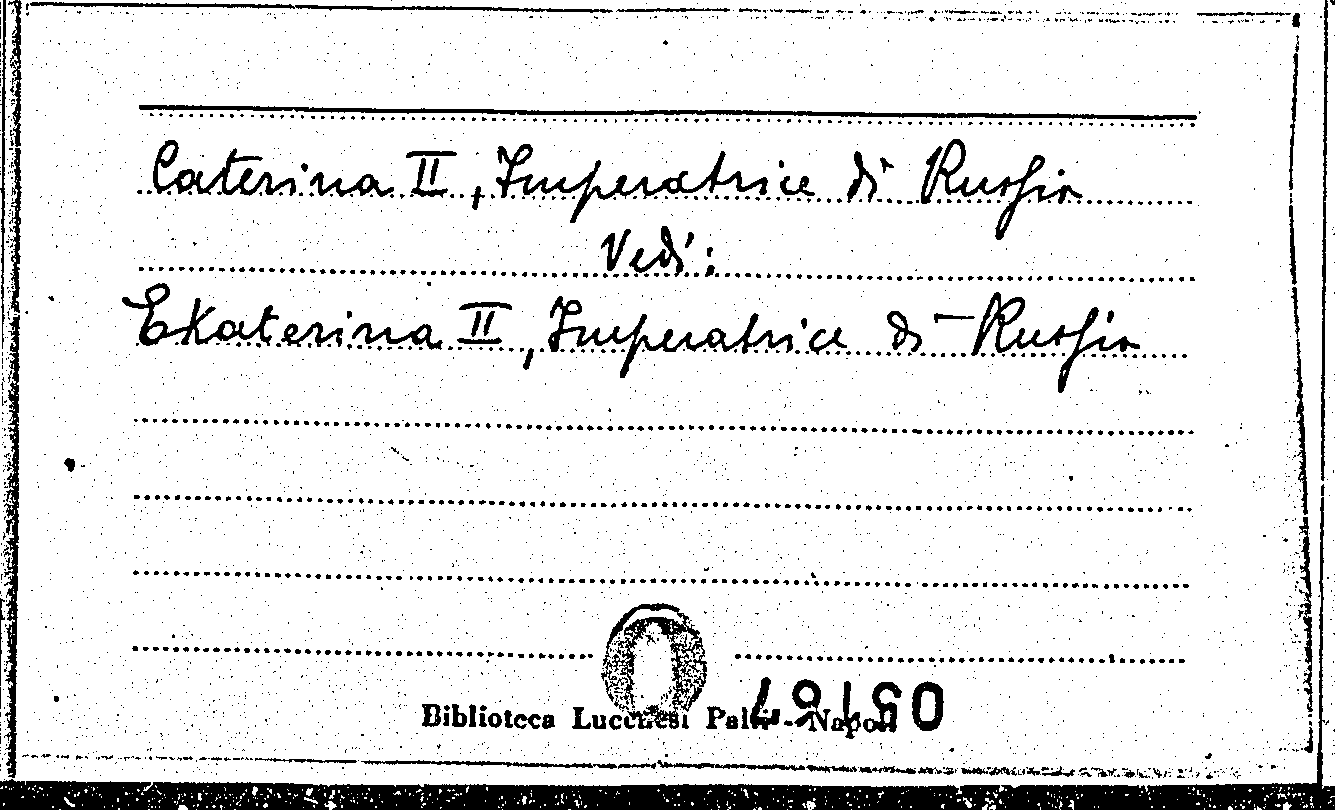 Caterina II, Imperatrice di Russia
Vedi:
Ekaterina II, Imperatrice di Russia
Biblioteca Lucchesi Palli - Napoli